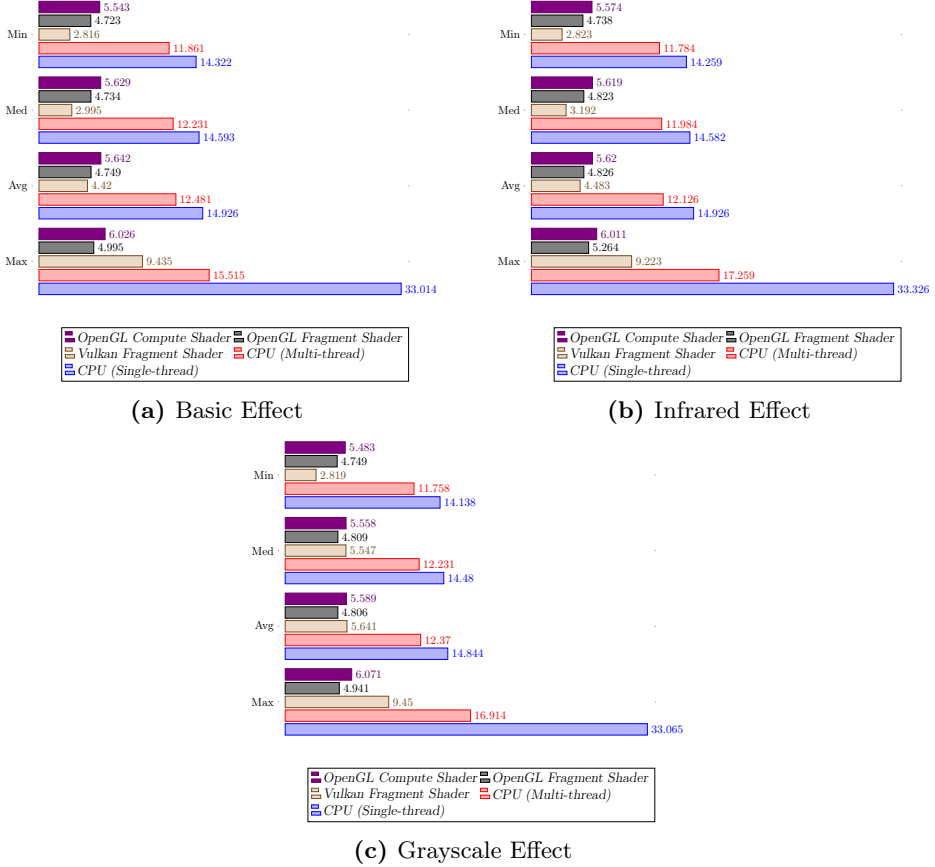 5.543
4.723
Min
2.816
11.861
14.322
5.629
4.734
Med
2.995
12.231
14.593
5.642
4.749
Avg
4.42
12.481
14.926
6.026
4.995
Max
9.435
15.515
33.014
OpenGL Compute Shader OpenGL Fragment Shader
Vulkan Fragment Shader CPU (Multi-thread)
CPU (Single-thread)
(a) Basic Effect
5.574
4.738
Min
2.823
11.784
14.259
5.619
4.823
Med
3.192
11.984
14.582
5.62
4.826
Avg
4.483
12.126
14.926
6.011
5.264
Max
9.223
17.259
33.326
OpenGL Compute Shader OpenGL Fragment Shader
Vulkan Fragment Shader CPU (Multi-thread)
CPU (Single-thread)
(b) Infrared Effect
5.483
4.749
Min
2.819
11.758
14.138
5.558
4.809
Med
5.547
12.231
14.48
5.589
4.806
Avg
5.641
12.37
14.844
6.071
4.941
Max
9.45
16.914
33.065
OpenGL Compute Shader OpenGL Fragment Shader
Vulkan Fragment Shader CPU (Multi-thread)
CPU (Single-thread)
(c) Grayscale Effect